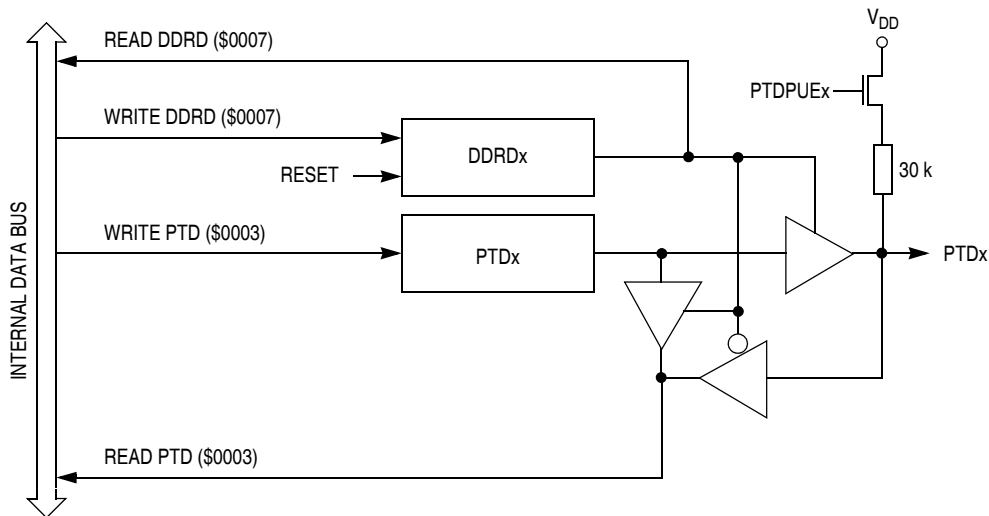 READ DDRD ($0007)
V_DD
PTDPUEx
WRITE DDRD ($0007)
DDRDx
RESET
30 k
WRITE PTD ($0003)
PTDx
PTDx
INTERNAL DATA BUS
READ PTD ($0003)